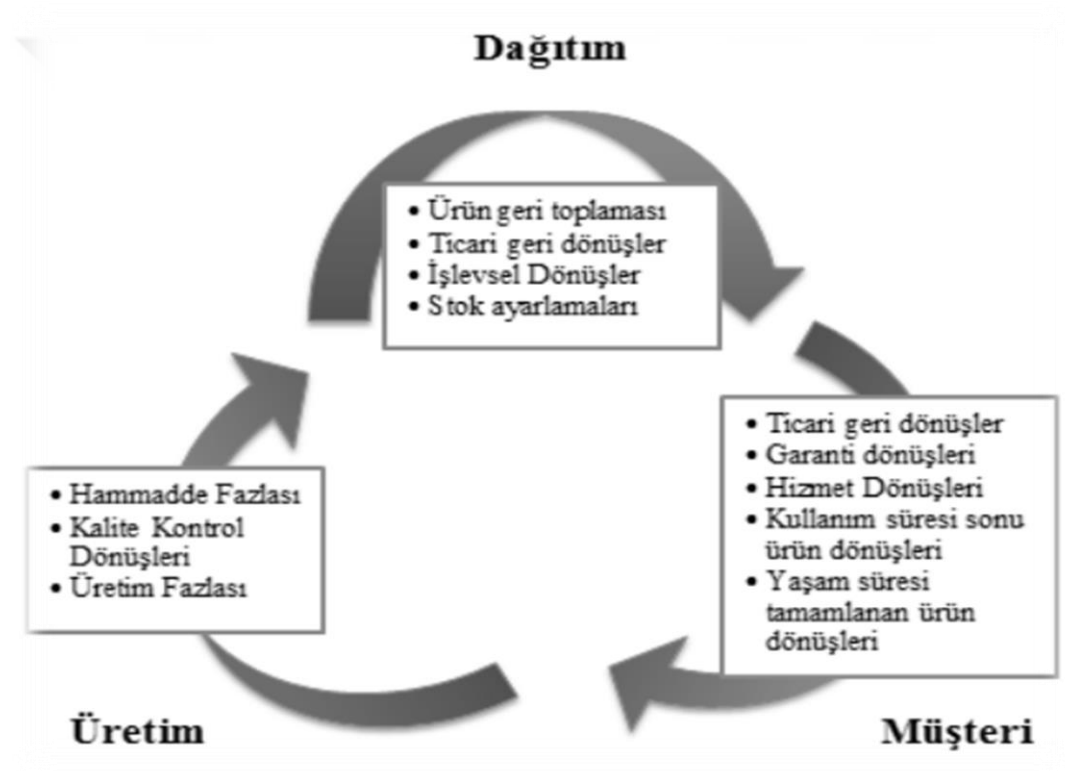 Dağıtım
• Ürün geri toplaması
• Ticari geri dönüşler
• İşlevsel Dönüşler
• Stok ayarlamaları
• Ticari geri dönüşler
• Garanti dönüşleri
• Hizmet Dönüşleri
• Kullanım süresi sonu
ürün dönüşleri
• Yaşam süresi
tamamlanan ürün
dönüşleri
• Hammadde Fazlası
• Kalite Kontrol
Dönüşleri
• Üretim Fazlası
Üretim
Müşteri